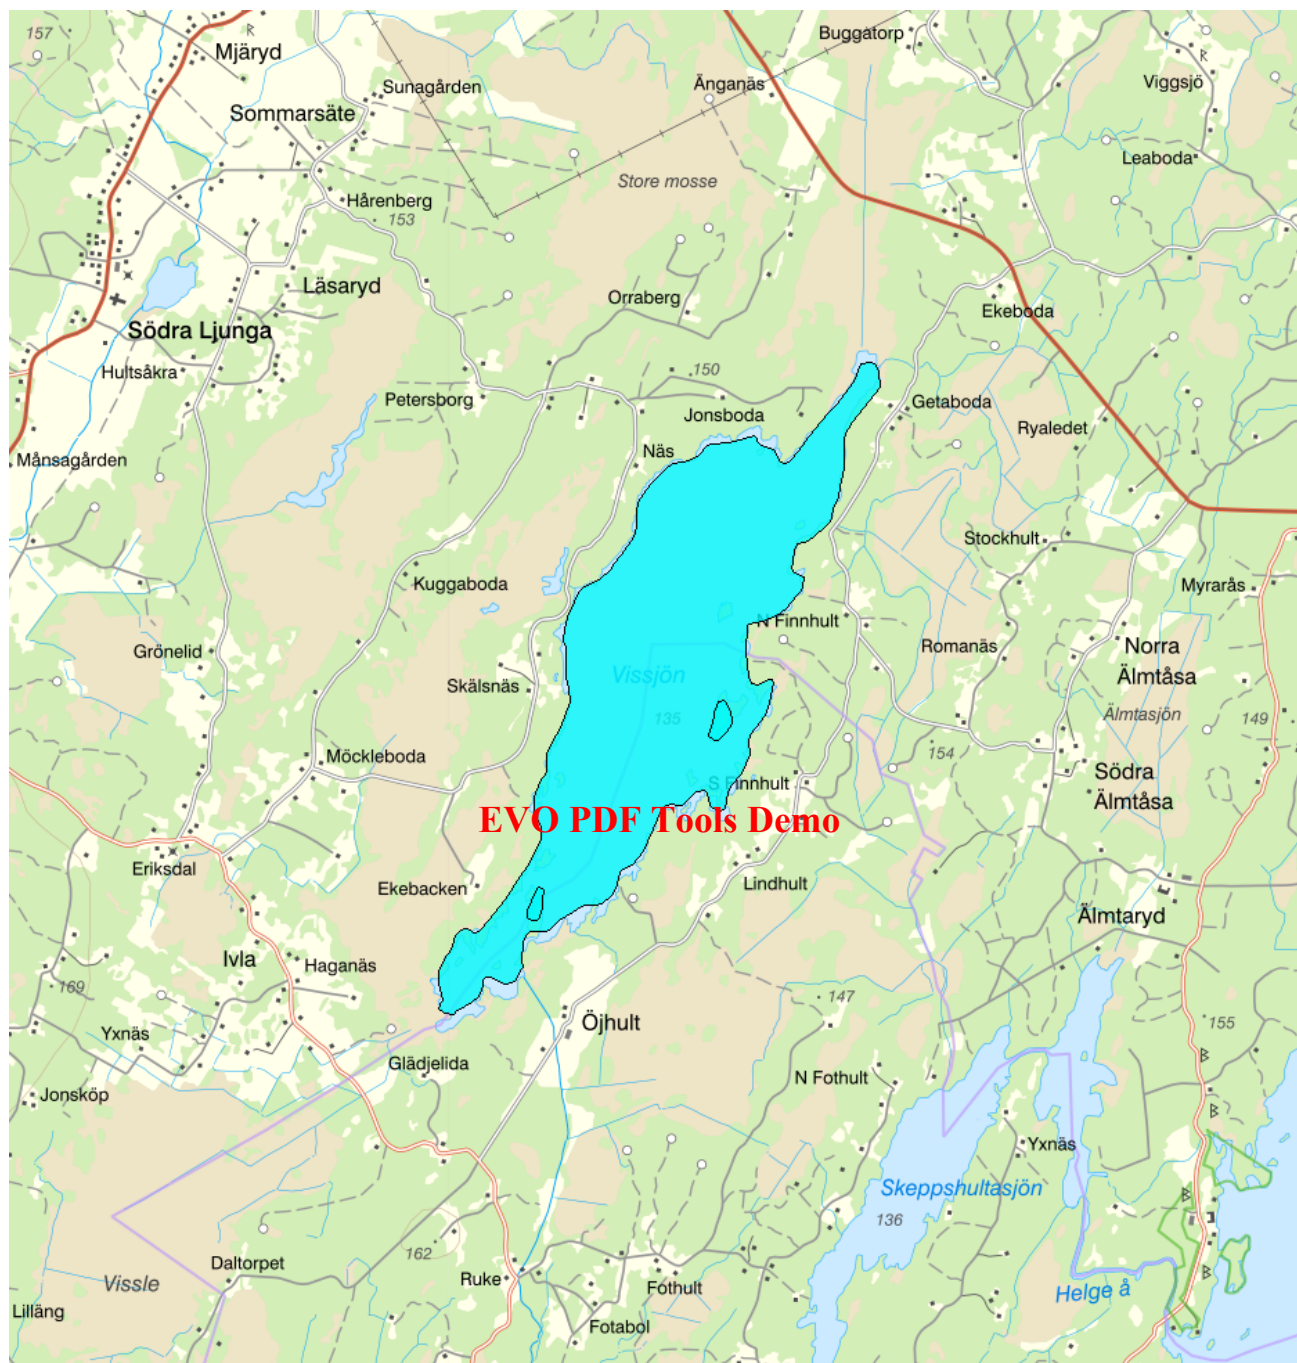 157
Mjäryd
Buggatorp
Viggsjö
Sunagården
Änganäs
Sommarsäte
Leaboda
Store mosse
Hårenberg
153
Läsaryd
Orraberg
Ekeboda
Södra Ljunga
Hultsåkra
150
Petersborg
Getaboda
Jonsboda
Ryaledet
Näs
Månsagården
Stockhult
Kuggaboda
Myrarås
N Finnhult
Grönelid
Romanäs
Norra
Älmtåsa
Vissjön
Skälsnäs
135
Älmtasjön
149
154
Möckleboda
Södra
Älmtåsa
S Finnhult
EVO PDF Tools Demo
Eriksdal
Ekebacken
Lindhult
Älmtaryd
Ivla
Haganäs
169
147
Öjhult
155
Yxnäs
Glädjelida
N Fothult
Jonsköp
Yxnäs
Skeppshultasjön
136
162
Daltorpet
Ruke
Vissle
Fothult
Helge å
Lilläng
Fotabol